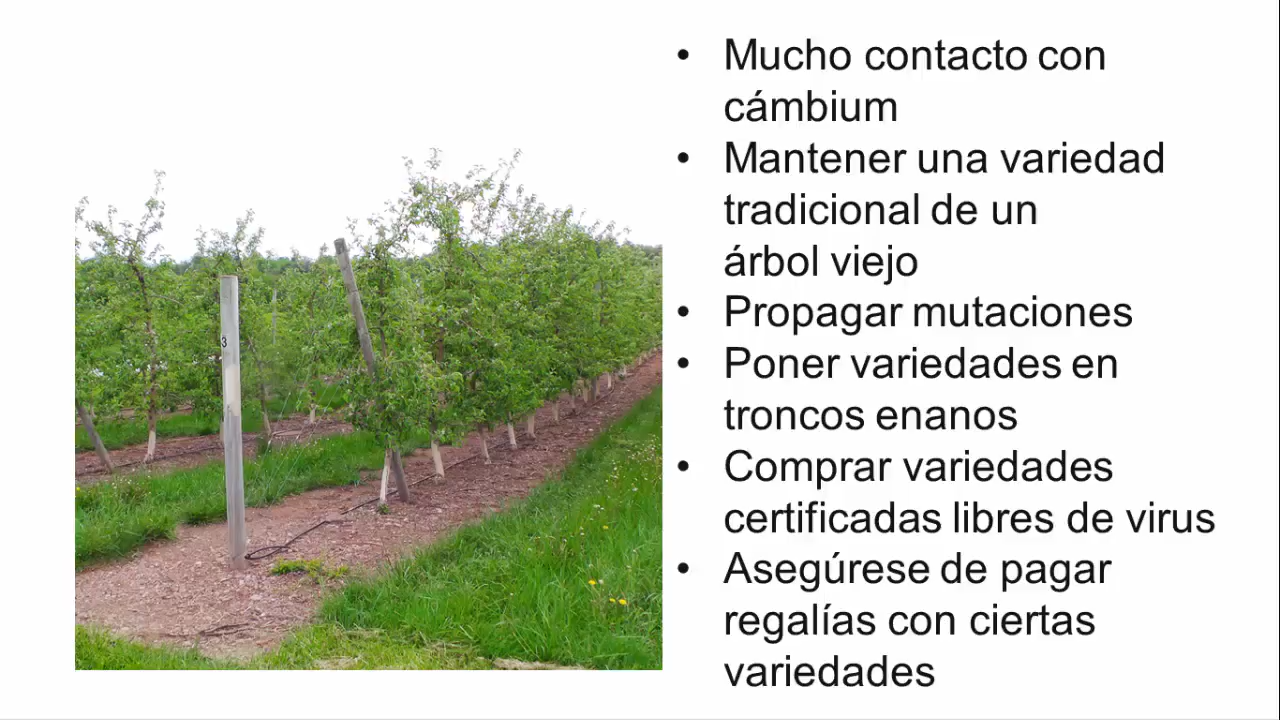 • Mucho contacto con
cámbium
• Mantener una variedad
tradicional de un
árbol viejo
• Propagar mutaciones
• Poner variedades en
troncos enanos
• Comprar variedades
certificadas libres de virus
• Asegúrese de pagar
regalías con ciertas
variedades
3